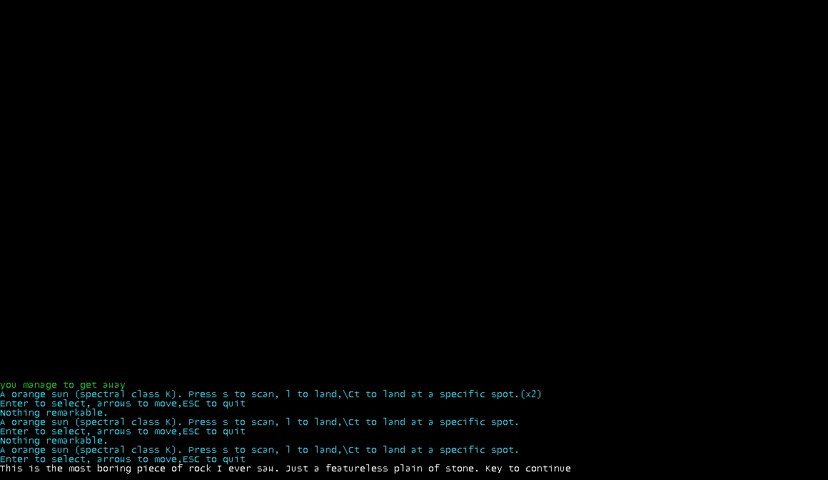 you manage to get away
A orange sun (spectral class K). Press s to scan, l to land,\Ct to land at a specific spot.(x2)
Enter to select, arrows to move,ESC to quit
Nothing remarkable.
A orange sun (spectral class K). Press s to scan, l to land,\Ct to land at a specific spot.
Enter to select, arrows to move,ESC to quit
Nothing remarkable.
A orange sun (spectral class K). Press s to scan, l to land,\Ct to land at a specific spot.
Enter to select, arrows to move,ESC to quit
This is the most boring piece of rock I ever saw. Just a featureless plain of stone. Key to continue